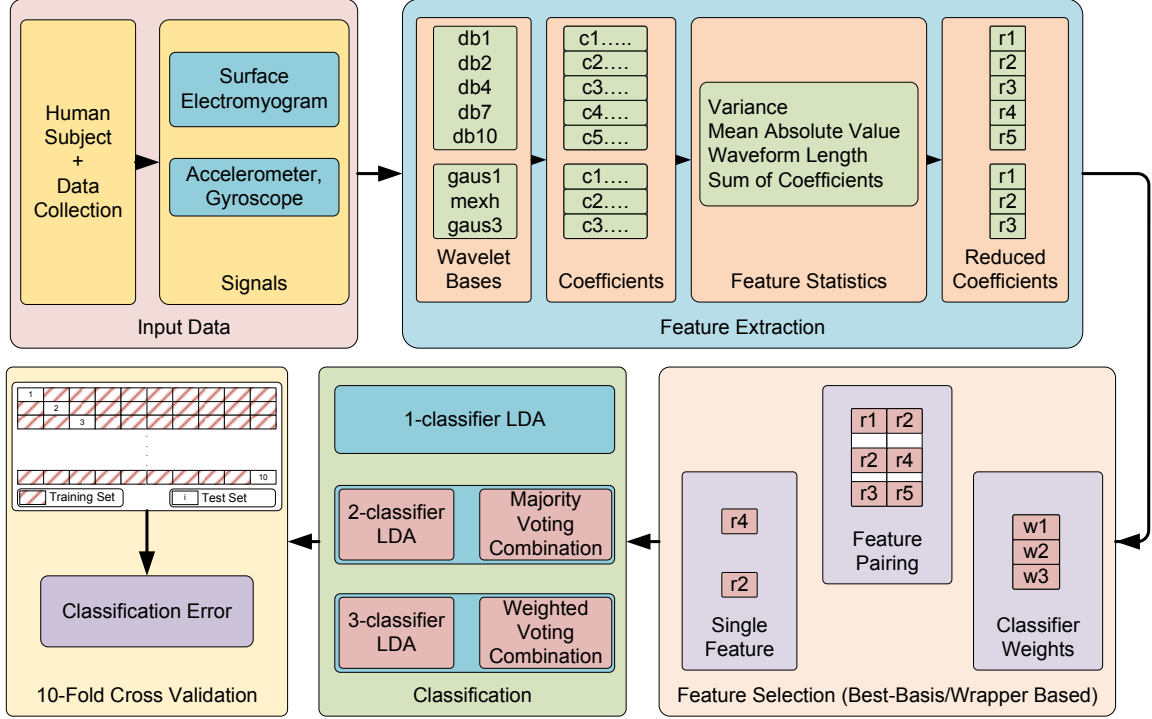 Human
Subject
+
Data
Collection
Surface
Electromyogram
Accelerometer,
Gyroscope
Signals
Input Data
db1
db2
db4
db7
db10
gaus1
mexh
gaus3
Wavelet
Bases
c1…..
c2….
c3….
c4….
c5….
c1….
c2….
c3….
Coefficients
Variance
Mean Absolute Value
Waveform Length
Sum of Coefficients
Feature Statistics
r1
r2
r3
r4
r5
r1
r2
r3
Reduced
Coefficients
Feature Extraction
1
2
3
10
Training Set
i Test Set
Classification Error
10-Fold Cross Validation
1-classifier LDA
2-classifier
LDA
Majority
Voting
Combination
3-classifier
LDA
Weighted
Voting
Combination
Classification
r4
r2
Single
Feature
r1 r2
r2 r4
r3 r5
Feature
Pairing
w1
w2
w3
Classifier
Weights
Feature Selection (Best-Basis/Wrapper Based)